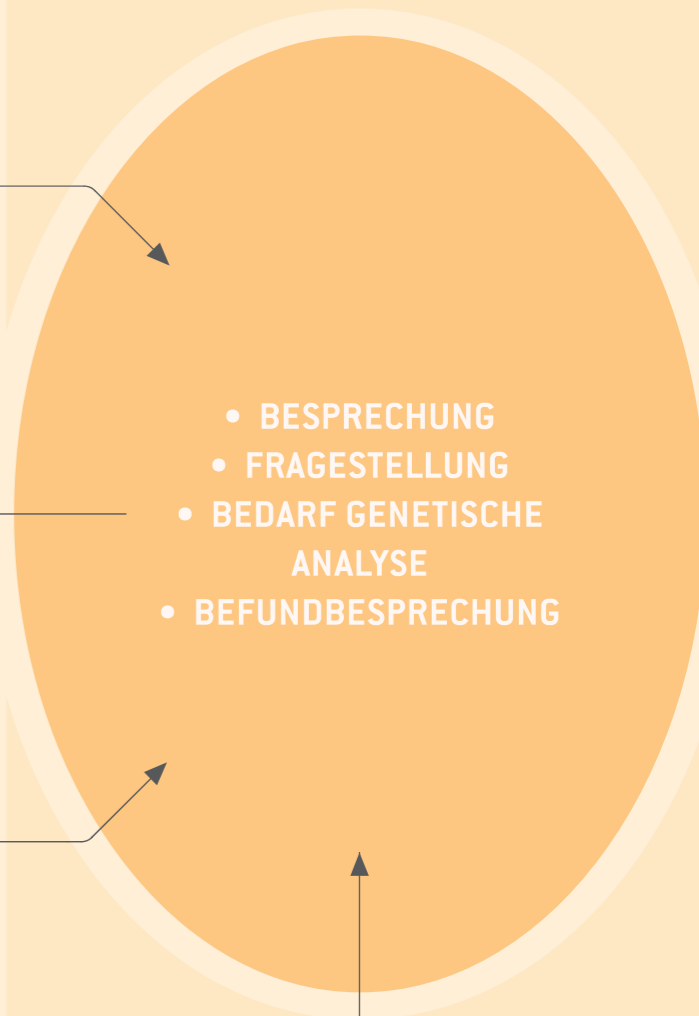 • BESPRECHUNG
• FRAGESTELLUNG
• BEDARF GENETISCHE
ANALYSE
• BEFUNDBESPRECHUNG